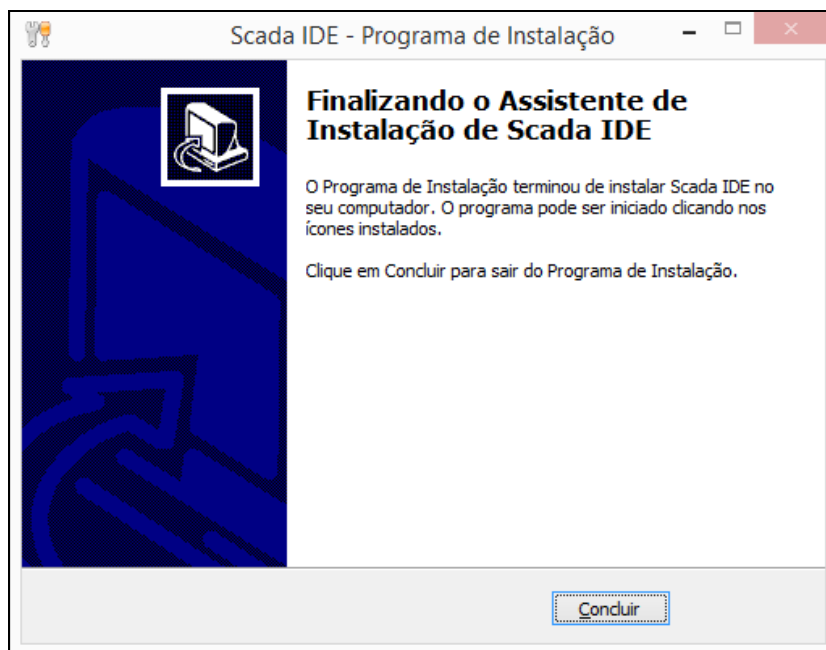 Scada IDE - Programa de Instalação
Finalizando o Assistente de
Instalação de Scada IDE
O Programa de Instalação terminou de instalar Scada IDE no
seu computador. O programa pode ser iniciado clicando nos
ícones instalados.
Clique em Concluir para sair do Programa de Instalação.
Concluir